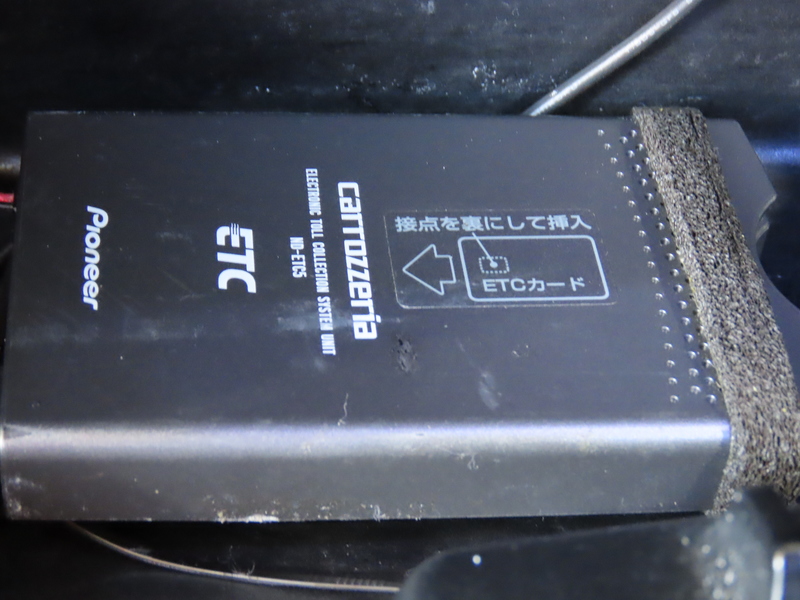 接点を裏にして挿入
ETCカード
carrozzeria
ELECTRONIC TOLL COLLECTION SYSTEM UNIT
ND-ETC5
ETC
Pioneer